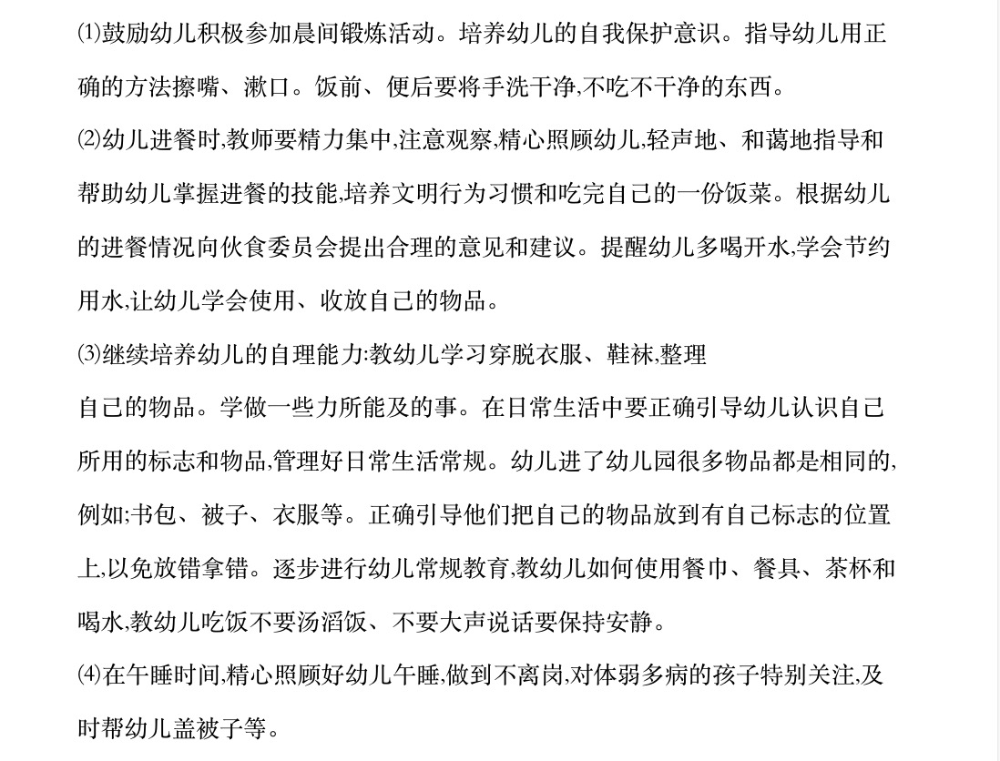 ⑴鼓励幼儿积极参加晨间锻炼活动。培养幼儿的自我保护意识。指导幼儿用正
确的方法擦嘴、漱口。饭前、便后要将手洗干净,不吃不干净的东西。
⑵幼儿进餐时,教师要精力集中,注意观察,精心照顾幼儿,轻声地、和蔼地指导和
帮助幼儿掌握进餐的技能,培养文明行为习惯和吃完自己的一份饭菜。根据幼儿
的进餐情况向伙食委员会提出合理的意见和建议。提醒幼儿多喝开水,学会节约
用水,让幼儿学会使用、收放自己的物品。
⑶继续培养幼儿的自理能力:教幼儿学习穿脱衣服、鞋袜,整理
自己的物品。学做一些力所能及的事。在日常生活中要正确引导幼儿认识自己
所用的标志和物品,管理好日常生活常规。幼儿进了幼儿园很多物品都是相同的,
例如;书包、被子、衣服等。正确引导他们把自己的物品放到有自己标志的位置
上,以免放错拿错。逐步进行幼儿常规教育,教幼儿如何使用餐巾、餐具、茶杯和
喝水,教幼儿吃饭不要汤滔饭、不要大声说话要保持安静。
⑷在午睡时间,精心照顾好幼儿午睡,做到不离岗,对体弱多病的孩子特别关注,及
时帮幼儿盖被子等。